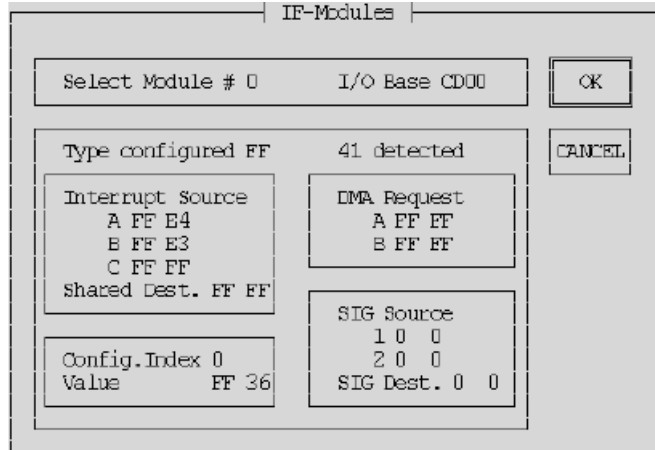 IF-Modules
Select Module # 0 I/O Base CD00 OK
Type configured FF 41 detected CANCEL
Interrupt Source DMA Request
A FF E4 A FF FF
B FF E3 B FF FF
C FF FF
Shared Dest. FF FF
SIG Source
1 0 0
Config.Index 0 2 0 0
Value FF 36 SIG Dest. 0 0